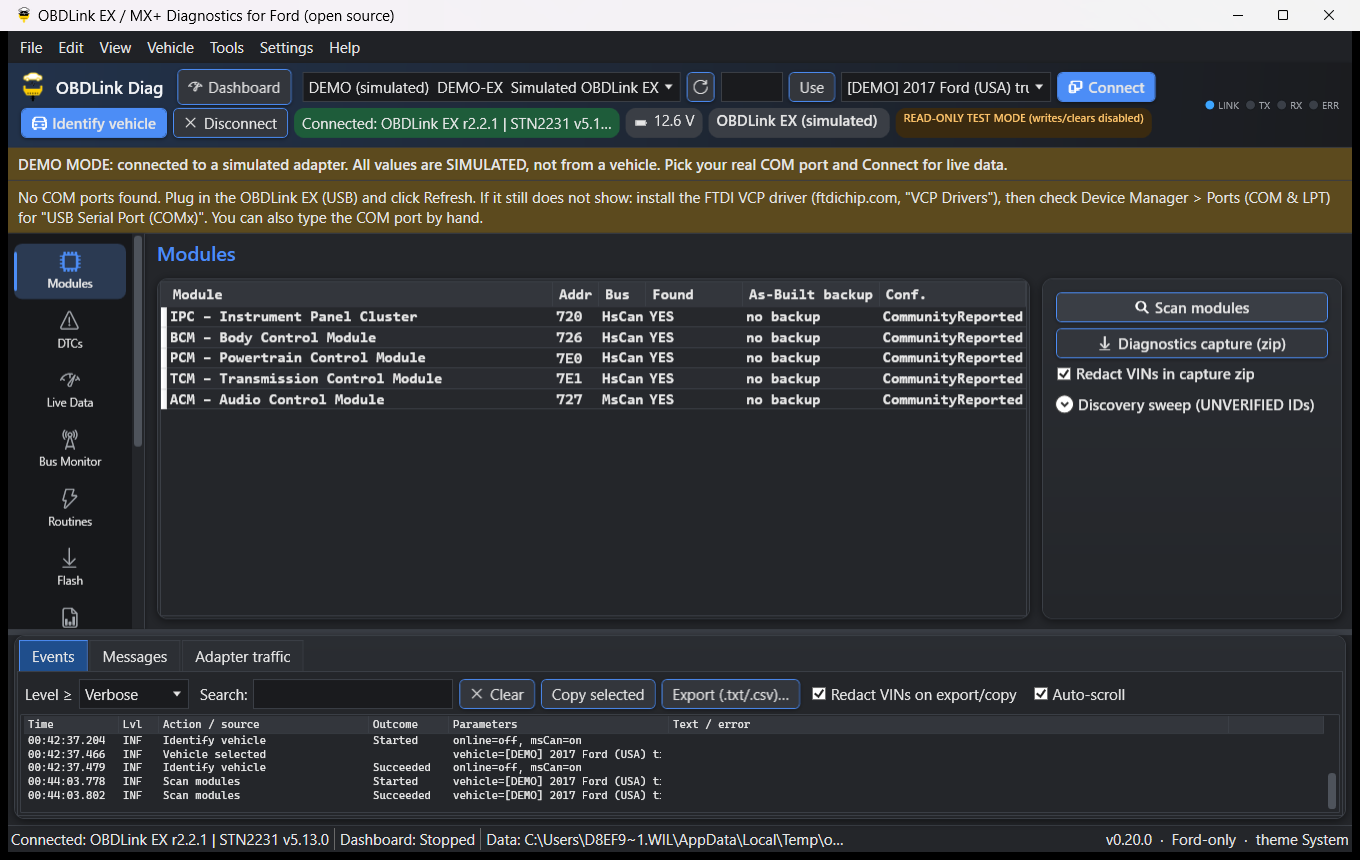 OBDLink EX / MX+ Diagnostics for Ford (open source)
File Edit View Vehicle Tools Settings Help
OBDLink Diag Dashboard DEMO (simulated) DEMO-EX Simulated OBDLink EX Use [DEMO] 2017 Ford (USA) tru Connect
LINK TX RX ERR
Identify vehicle Disconnect Connected: OBDLink EX r2.2.1 | STN2231 v5.1... 12.6 V OBDLink EX (simulated) READ-ONLY TEST MODE (writes/clears disabled)
DEMO MODE: connected to a simulated adapter. All values are SIMULATED, not from a vehicle. Pick your real COM port and Connect for live data.
No COM ports found. Plug in the OBDLink EX (USB) and click Refresh. If it still does not show: install the FTDI VCP driver (ftdichip.com, "VCP Drivers"), then check Device Manager > Ports (COM & LPT)
for "USB Serial Port (COMx)". You can also type the COM port by hand.
Modules
DTCs
Live Data
Bus Monitor
Routines
Flash
Modules
Module Addr Bus Found As-Built backup Conf.
IPC - Instrument Panel Cluster 720 HsCan YES no backup CommunityReported
BCM - Body Control Module 726 HsCan YES no backup CommunityReported
PCM - Powertrain Control Module 7E0 HsCan YES no backup CommunityReported
TCM - Transmission Control Module 7E1 HsCan YES no backup CommunityReported
ACM - Audio Control Module 727 MsCan YES no backup CommunityReported
Scan modules
Diagnostics capture (zip)
Redact VINs in capture zip
Discovery sweep (UNVERIFIED IDs)
Events Messages Adapter traffic
Level ≥ Verbose Search: Clear Copy selected Export (.txt/.csv)... Redact VINs on export/copy Auto-scroll
Time Lvl Action / source Outcome Parameters Text / error
00:42:37.204 INF Identify vehicle Started online=off, msCan=on
00:42:37.466 INF Vehicle selected vehicle=[DEMO] 2017 Ford (USA) t
00:42:37.479 INF Identify vehicle Succeeded online=off, msCan=on
00:44:03.778 INF Scan modules Started vehicle=[DEMO] 2017 Ford (USA) t
00:44:03.802 INF Scan modules Succeeded vehicle=[DEMO] 2017 Ford (USA) t
Connected: OBDLink EX r2.2.1 | STN2231 v5.13.0 Dashboard: Stopped Data: C:\Users\D8EF9~1.WIL\AppData\Local\Temp\o... v0.20.0 · Ford-only · theme System